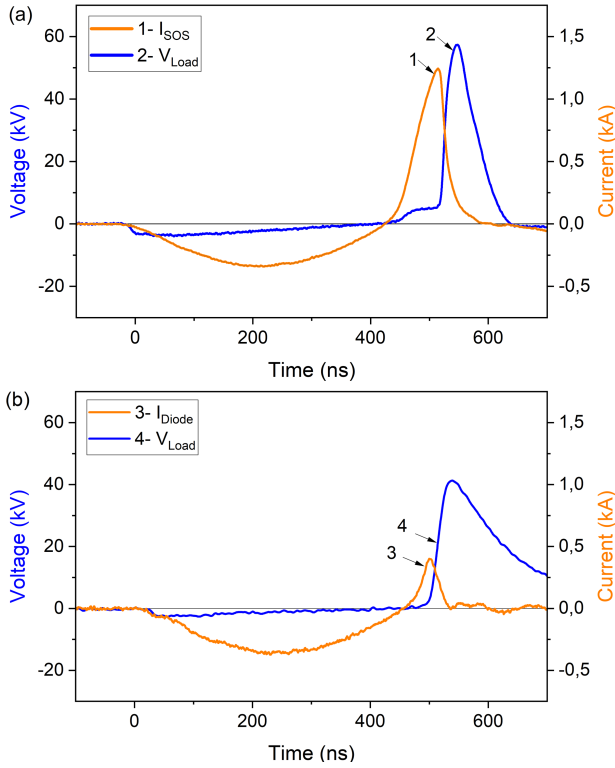 (a)
1- I_SOS
2- V_Load
60
40
20
0
-20
Voltage (kV)
1,5
1,0
0,5
0,0
-0,5
Current (kA)
1
2
0
200
400
600
Time (ns)
(b)
3- I_Diode
4- V_Load
60
40
20
0
-20
Voltage (kV)
1,5
1,0
0,5
0,0
-0,5
Current (kA)
4
3
0
200
400
600
Time (ns)